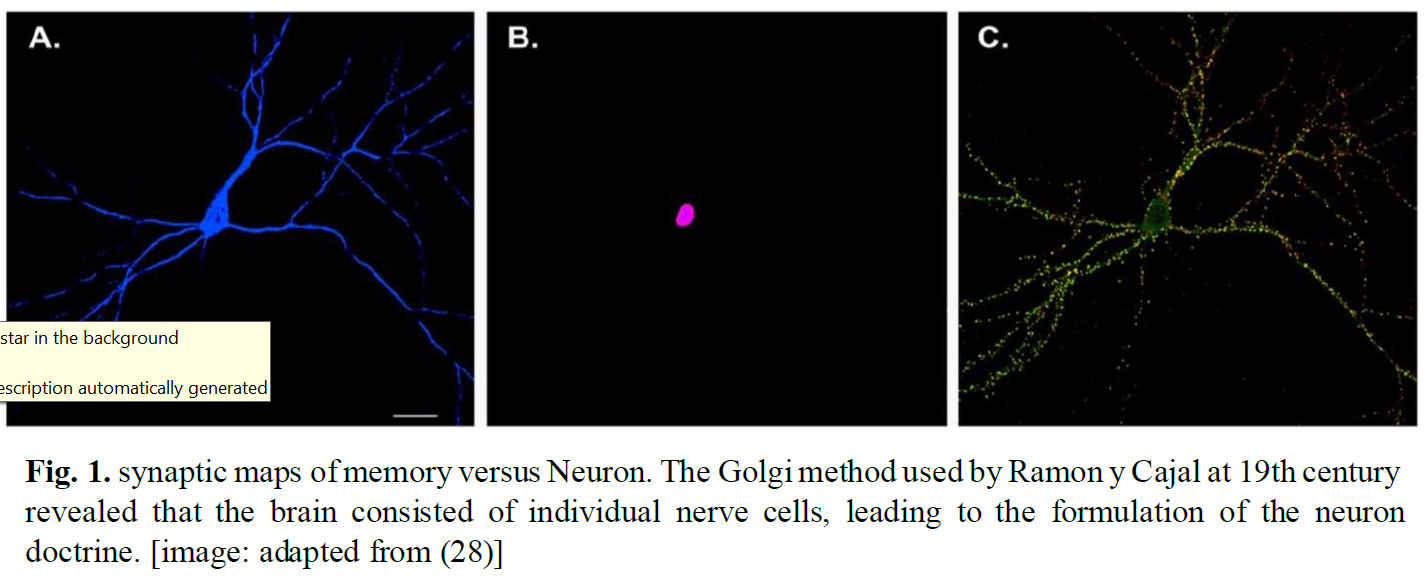 A.
B.
C.
star in the background
escription automatically generated
Fig. 1. synaptic maps of memory versus Neuron. The Golgi method used by Ramon y Cajal at 19th century
revealed that the brain consisted of individual nerve cells, leading to the formulation of the neuron
doctrine. [image: adapted from (28)]